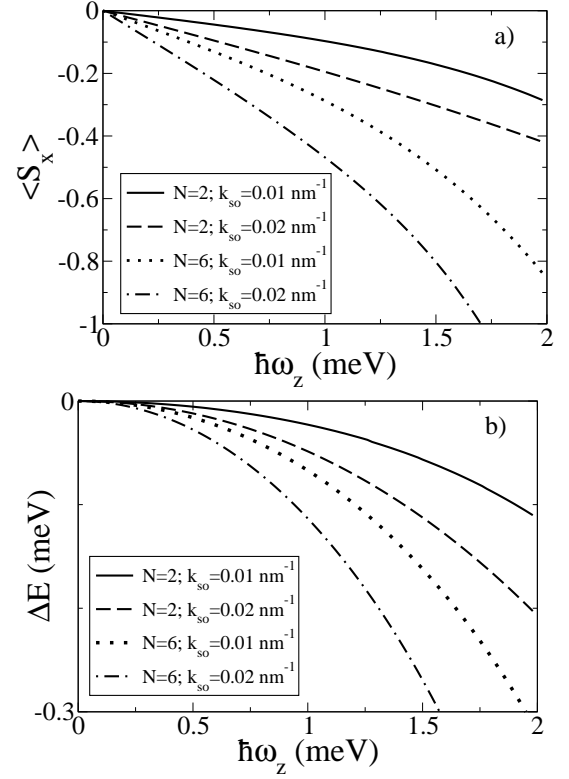 a)
0
-0.2
-0.4
-0.6
-0.8
-1
<S_x>
N=2; k_so=0.01 nm^-1
N=2; k_so=0.02 nm^-1
N=6; k_so=0.01 nm^-1
N=6; k_so=0.02 nm^-1
0 0.5 1 1.5 2
ħω_z (meV)
b)
0
-0.3
ΔE (meV)
N=2; k_so=0.01 nm^-1
N=2; k_so=0.02 nm^-1
N=6; k_so=0.01 nm^-1
N=6; k_so=0.02 nm^-1
0 0.5 1 1.5 2
ħω_z (meV)